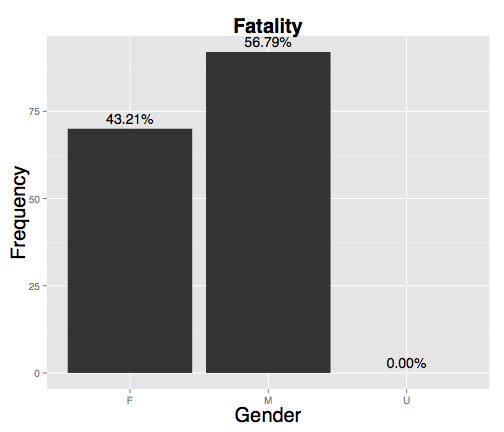 Fatality
56.79%
43.21%
0.00%
75
50
25
0
Frequency
F M U
Gender